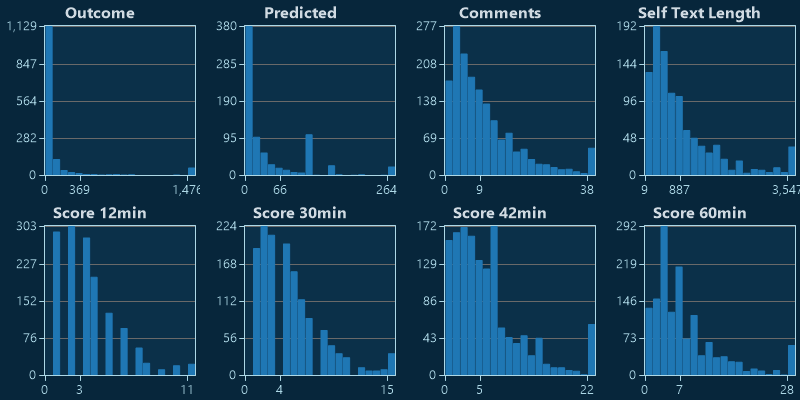 Outcome
1,129
847
564
282
0
0 369 1,476
Predicted
380
285
190
95
0
0 66 264
Comments
277
208
138
69
0
0 9 38
Self Text Length
192
144
96
48
0
9 887 3,547
Score 12min
303
227
152
76
0
0 3 11
Score 30min
224
168
112
56
0
0 4 15
Score 42min
172
129
86
43
0
0 5 22
Score 60min
292
219
146
73
0
0 7 28